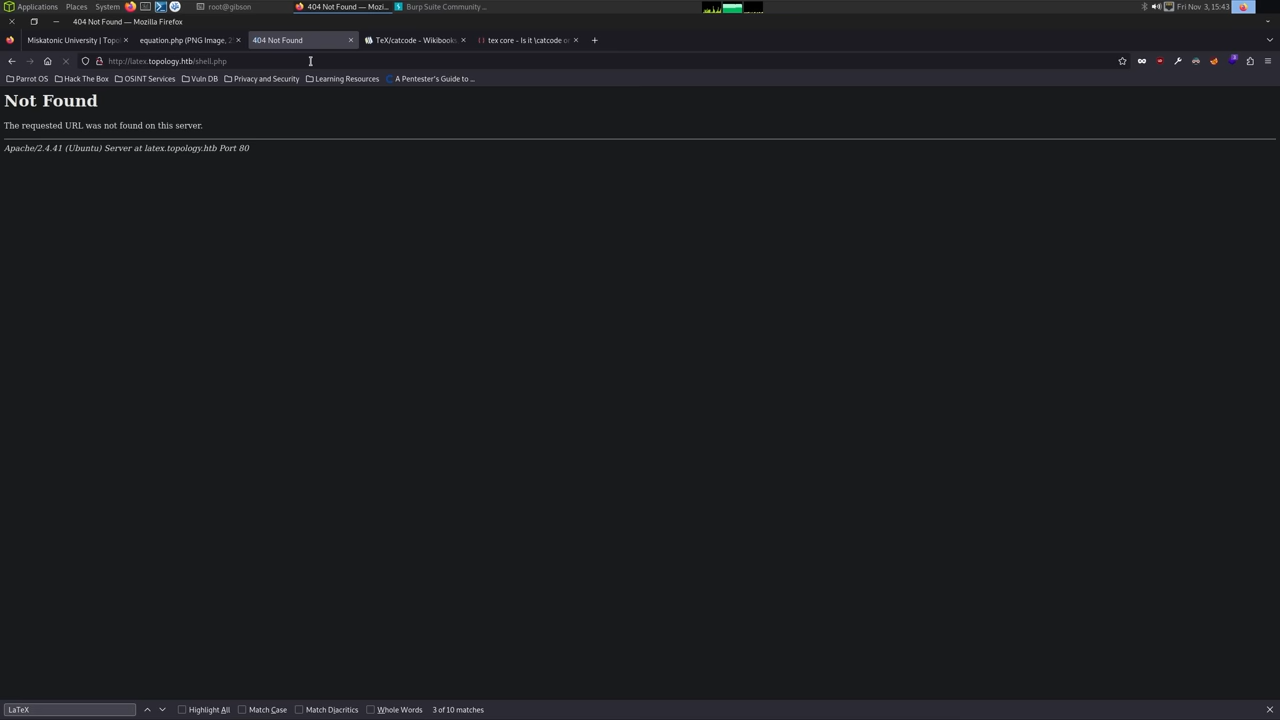 Applications Places System root@gibson 404 Not Found — Mozi... Burp Suite Community ... Fri Nov 3, 15:43
404 Not Found — Mozilla Firefox
Miskatonic University | Topo equation.php (PNG Image, 2 404 Not Found TeX/catcode - Wikibooks, tex core - Is it \catcode o
http://latex.topology.htb/shell.php
Parrot OS Hack The Box OSINT Services Vuln DB Privacy and Security Learning Resources A Pentester's Guide to ...
Not Found
The requested URL was not found on this server.
Apache/2.4.41 (Ubuntu) Server at latex.topology.htb Port 80
LaTeX Highlight All Match Case Match Diacritics Whole Words 3 of 10 matches